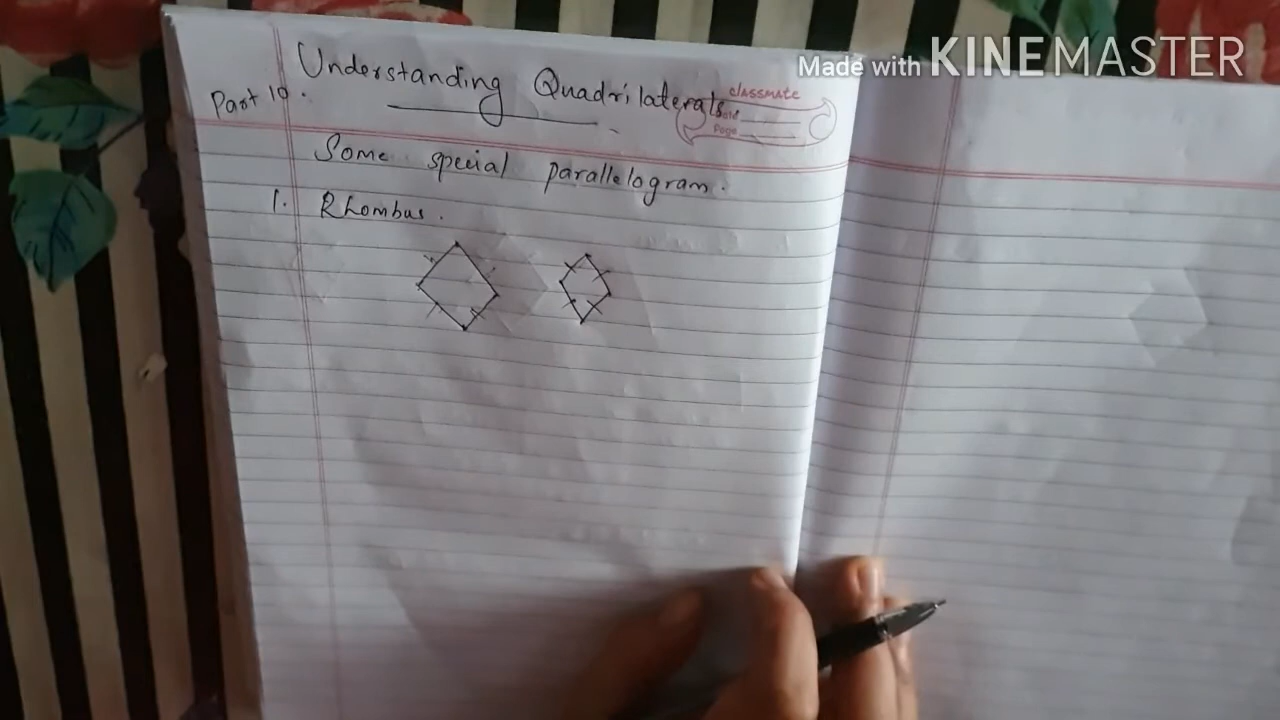 Made with KINEMASTER
Understanding Quadrilaterals
Part 10.
classmate
Date
Page
Some special parallelogram.
1. Rhombus.